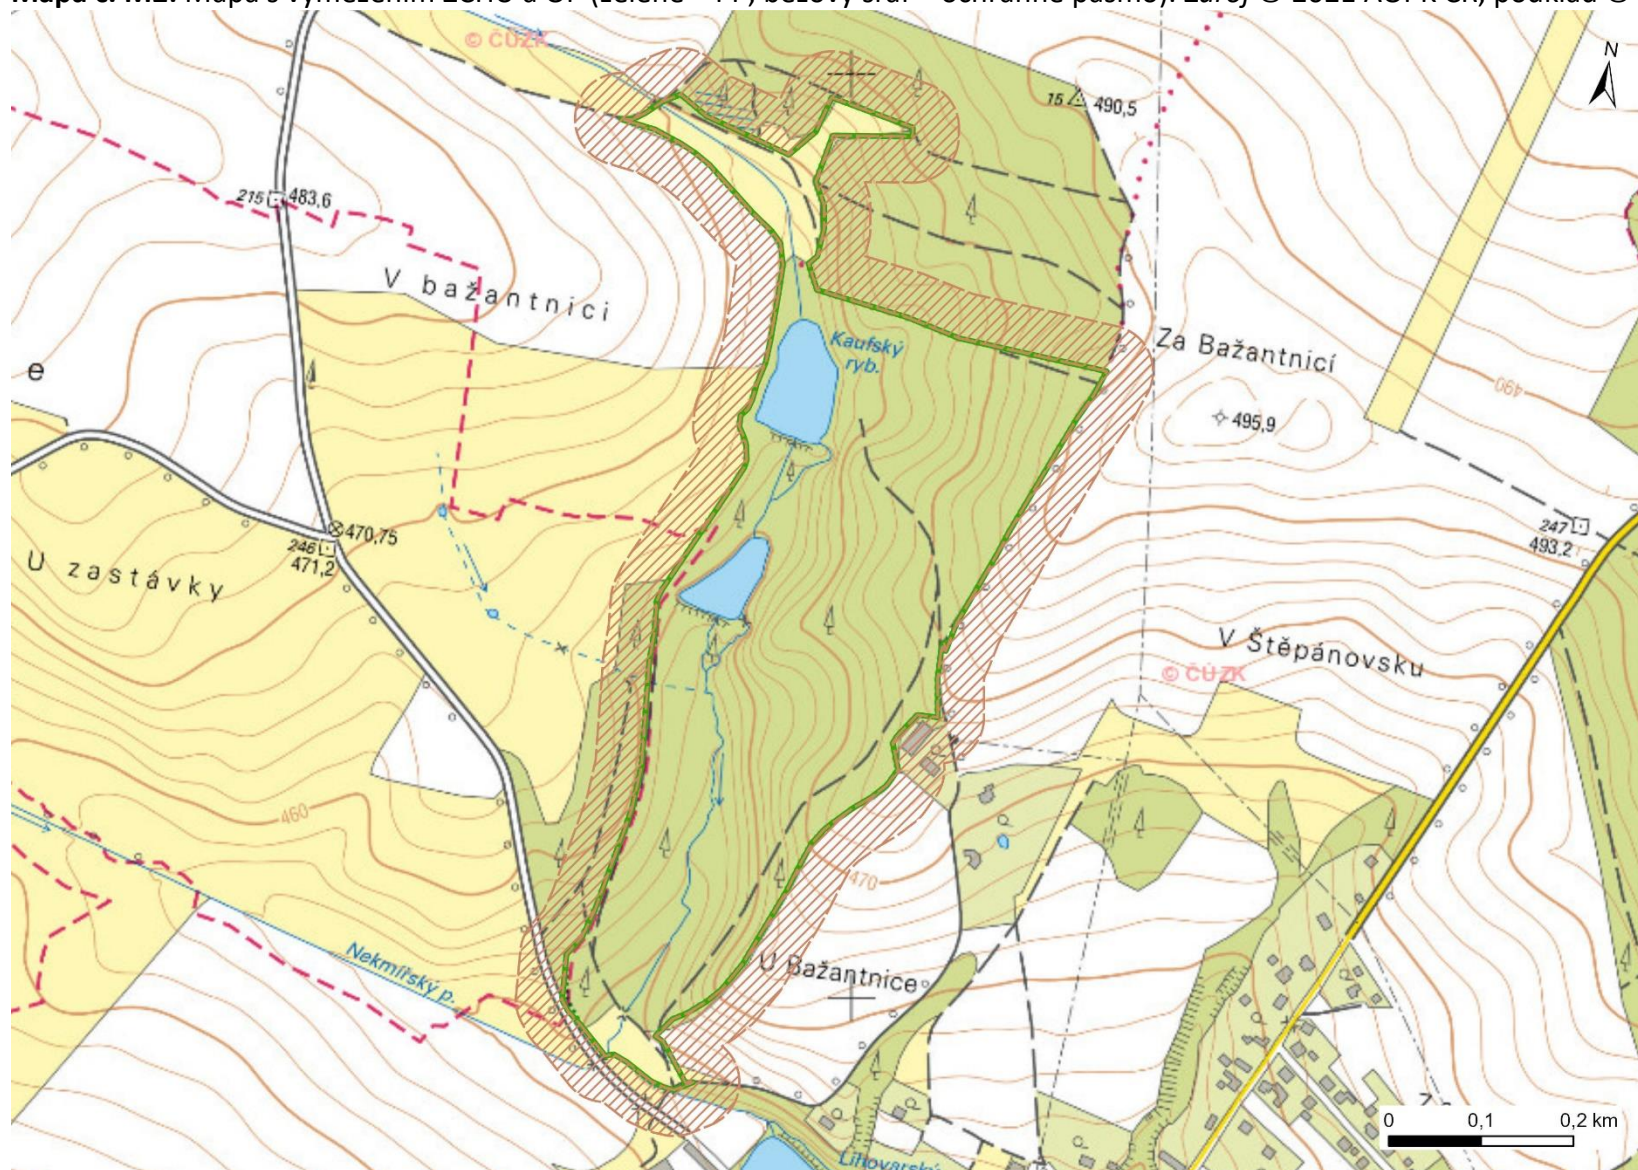 © ČÚZK
N
15
490,5
215
483,6
V bažantnici
Kaufský
ryb.
Za Bažantnicí
e
490
495,9
470,75
246
471,2
247
493,2
U zastávky
V Štěpánovsku
© ČÚZK
460
470
Nekmířský p.
U Bažantnice
0 0,1 0,2 km